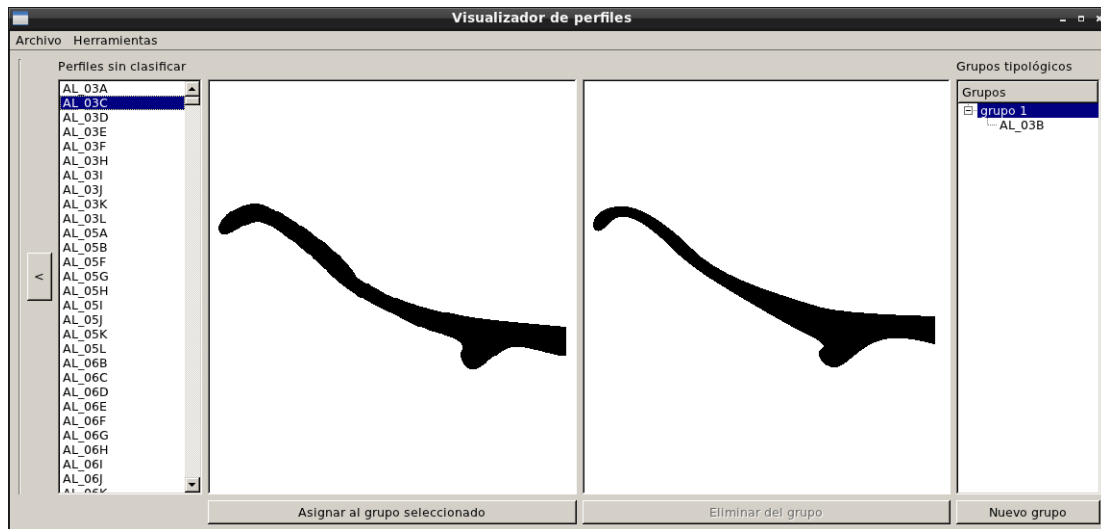 Visualizador de perfiles
Archivo Herramientas
Perfiles sin clasificar
Grupos tipológicos
AL_03A
AL_03C
AL_03D
AL_03E
AL_03F
AL_03H
AL_03I
AL_03J
AL_03K
AL_03L
AL_05A
AL_05B
AL_05F
AL_05G
AL_05H
AL_05I
AL_05J
AL_05K
AL_05L
AL_06B
AL_06C
AL_06D
AL_06E
AL_06F
AL_06G
AL_06H
AL_06I
AL_06J
AL_06K
<
Grupos
grupo 1
AL_03B
Asignar al grupo seleccionado
Eliminar del grupo
Nuevo grupo